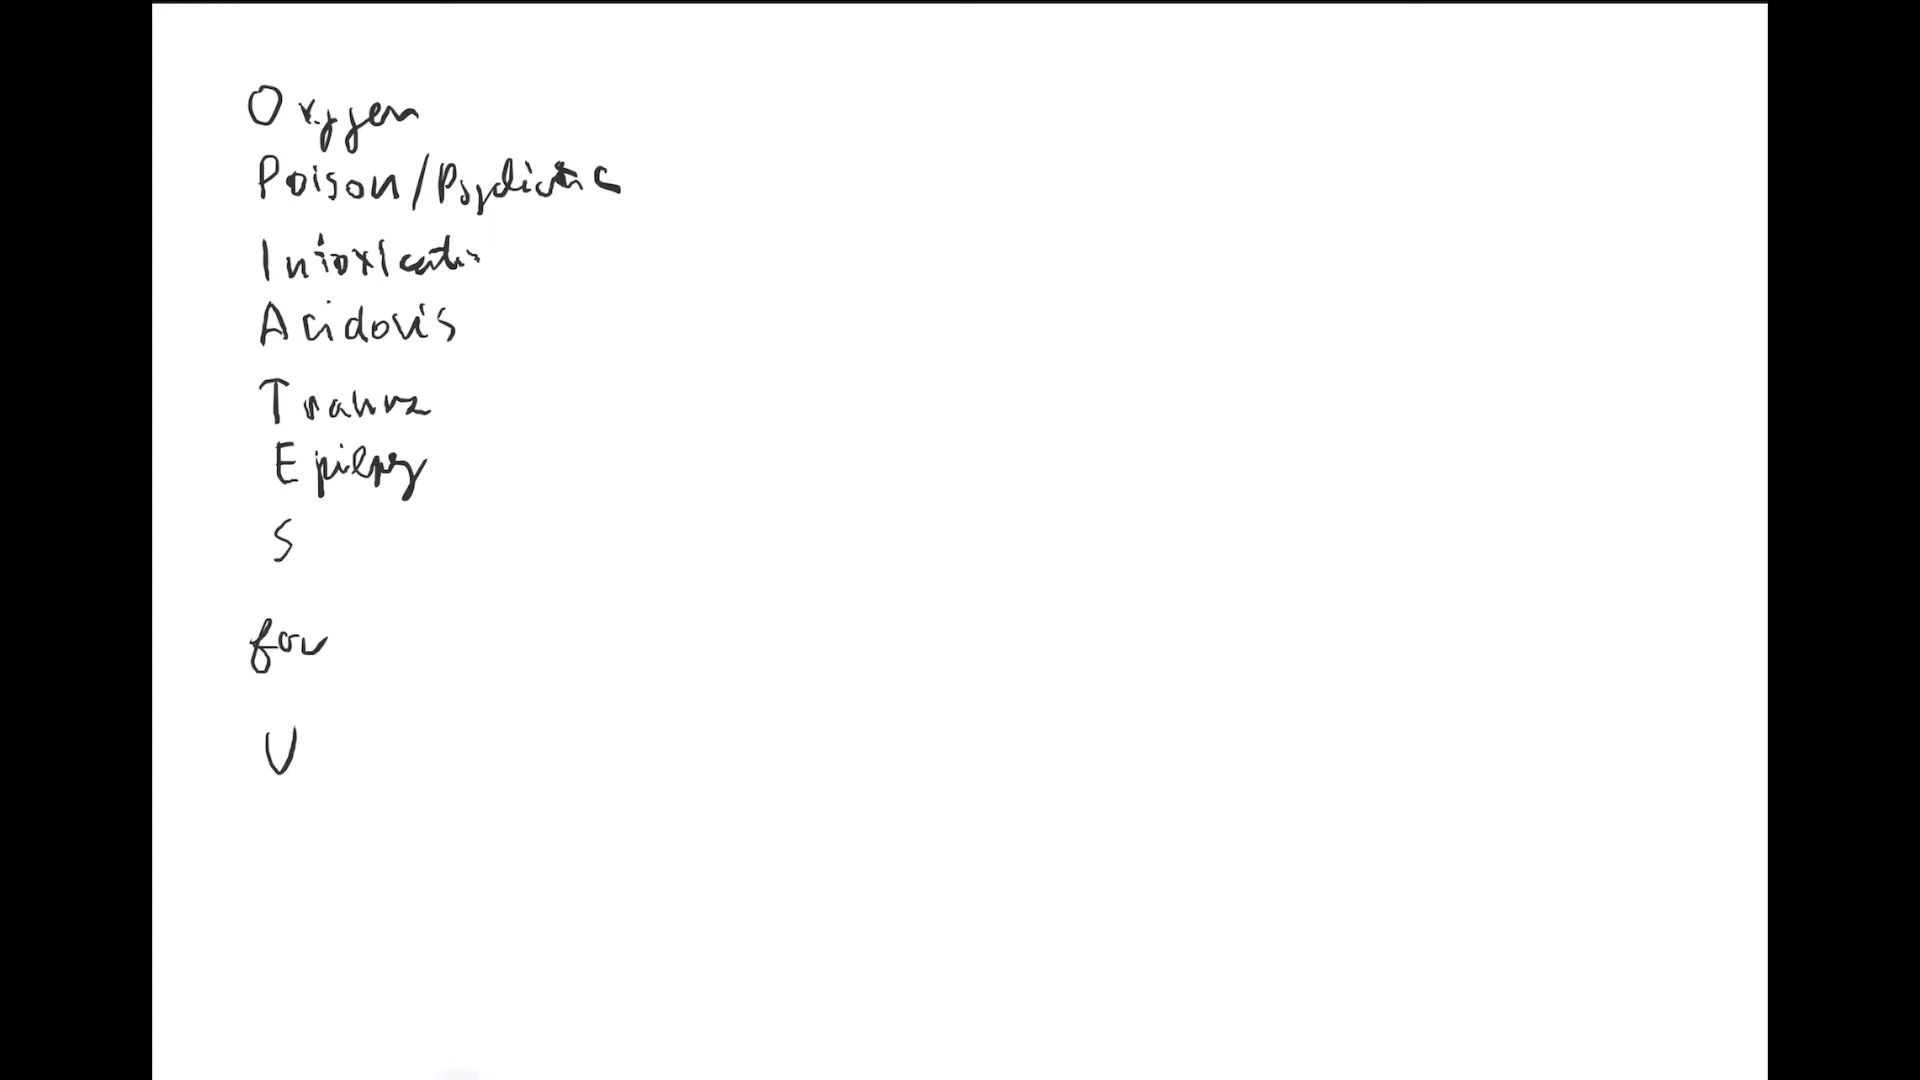 Oxygen
Poison/Psychiatric
Intoxication
Acidosis
Trauma
Epilepsy
S
for
U